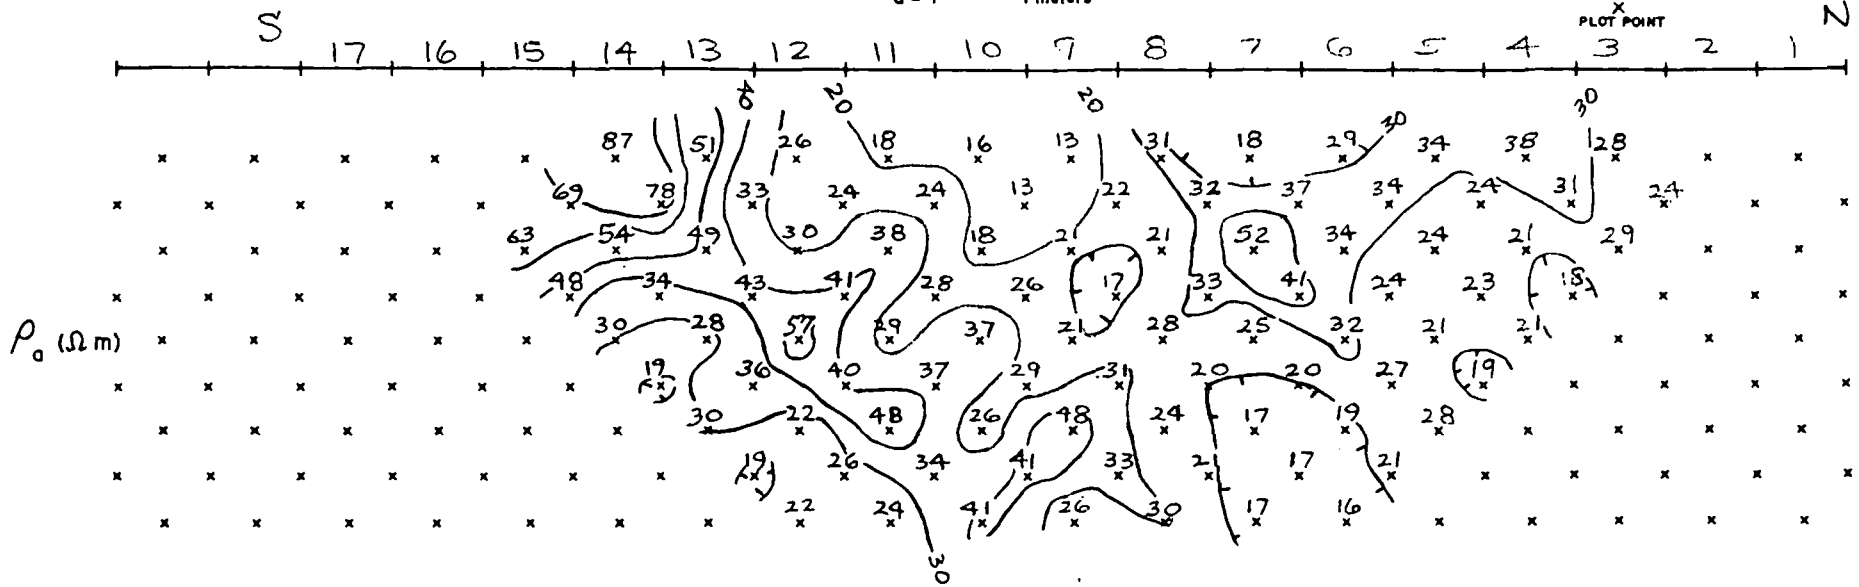 S N
PLOT POINT
17 16 15 14 13 12 11 10 9 8 7 6 5 4 3 2 1
40 20 20 30
87 51 26 18 16 13 31 18 29 30 34 38 28
69 78 33 24 24 13 22 32 37 34 24 31 24
63 54 49 30 38 18 21 21 52 34 24 21 29
48 34 43 41 28 26 17 33 41 24 23 18
ρa (Ω m) 30 28 57 29 37 21 28 25 32 21 21
19 36 40 37 29 31 20 20 27 19
30 22 48 26 48 24 17 19 28
19 26 34 41 33 21 17 21
22 24 41 26 30 17 16
30